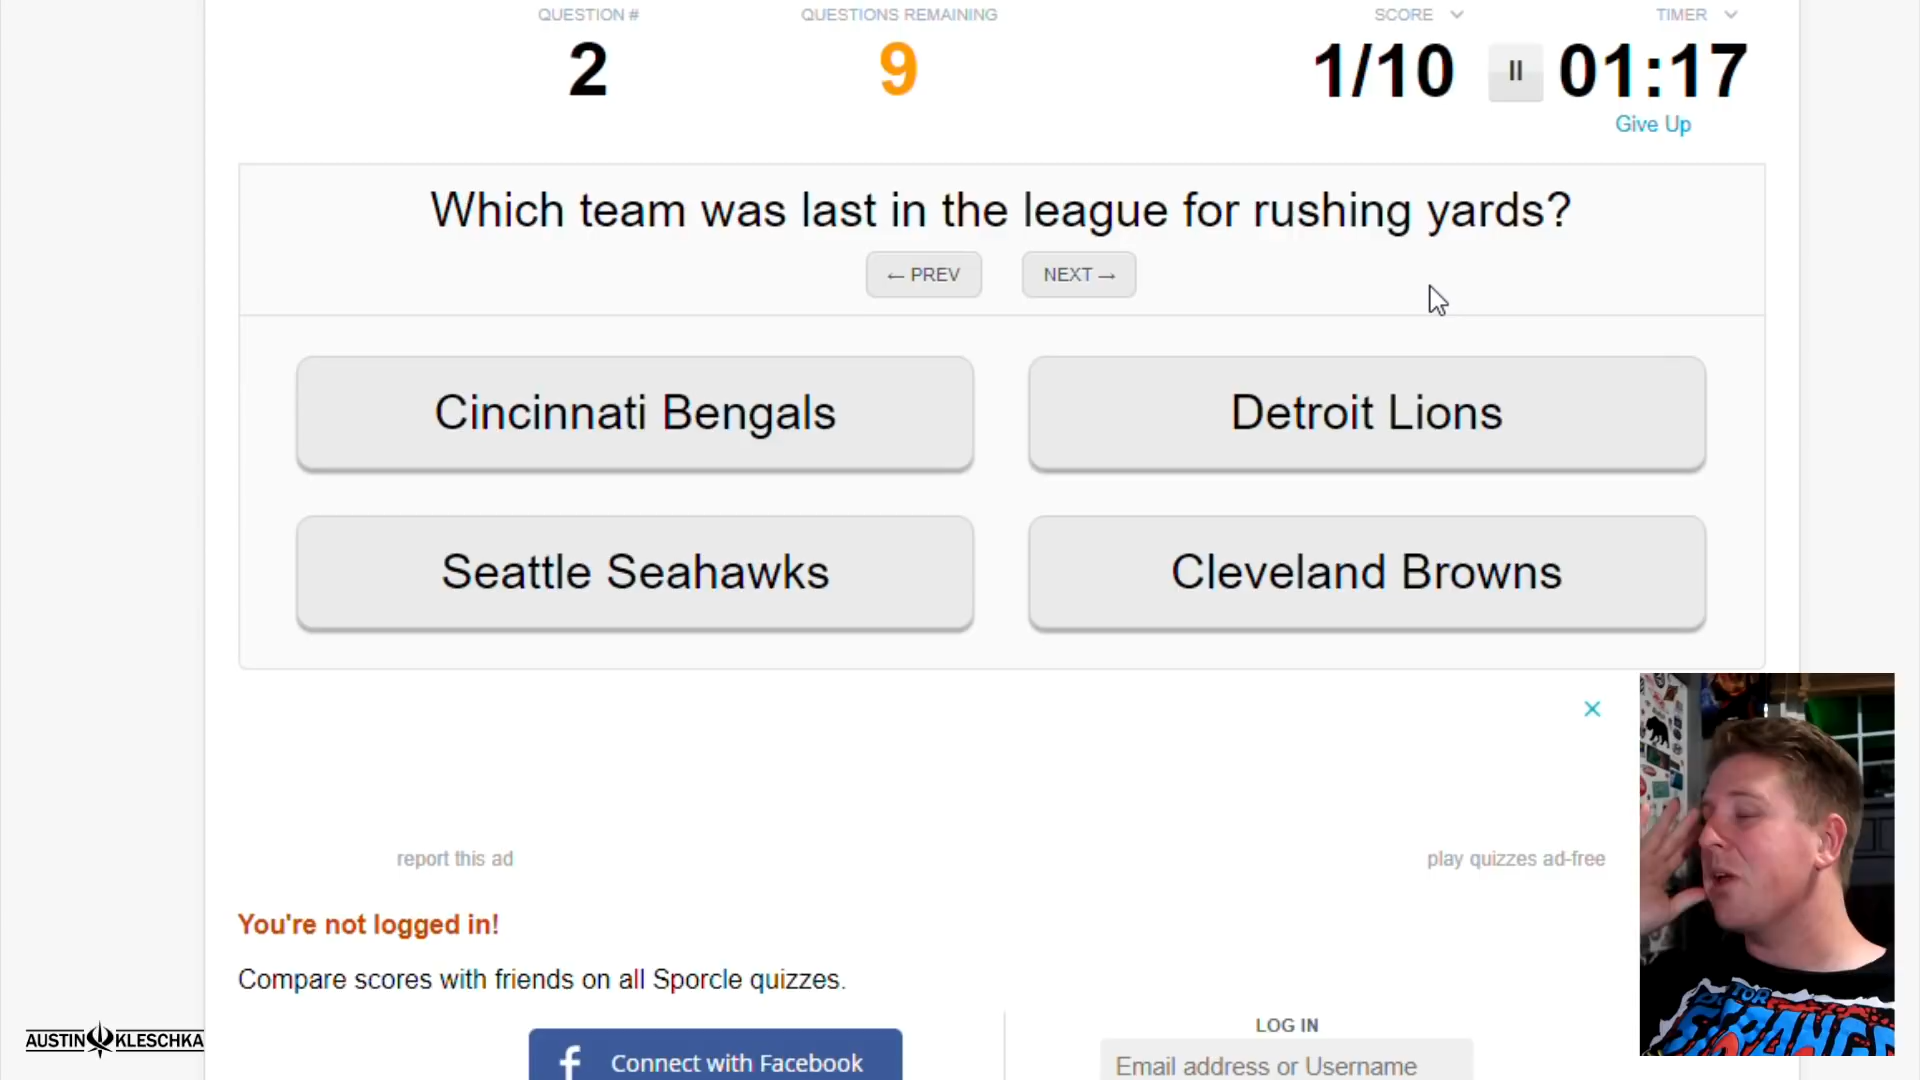 QUESTION # QUESTIONS REMAINING SCORE TIMER
2 9 1/10 01:17
Give Up
Which team was last in the league for rushing yards?
← PREV NEXT →
Cincinnati Bengals Detroit Lions
Seattle Seahawks Cleveland Browns
report this ad play quizzes ad-free
You're not logged in!
Compare scores with friends on all Sporcle quizzes.
LOG IN
AUSTIN KLESCHKA
f Connect with Facebook Email address or Username